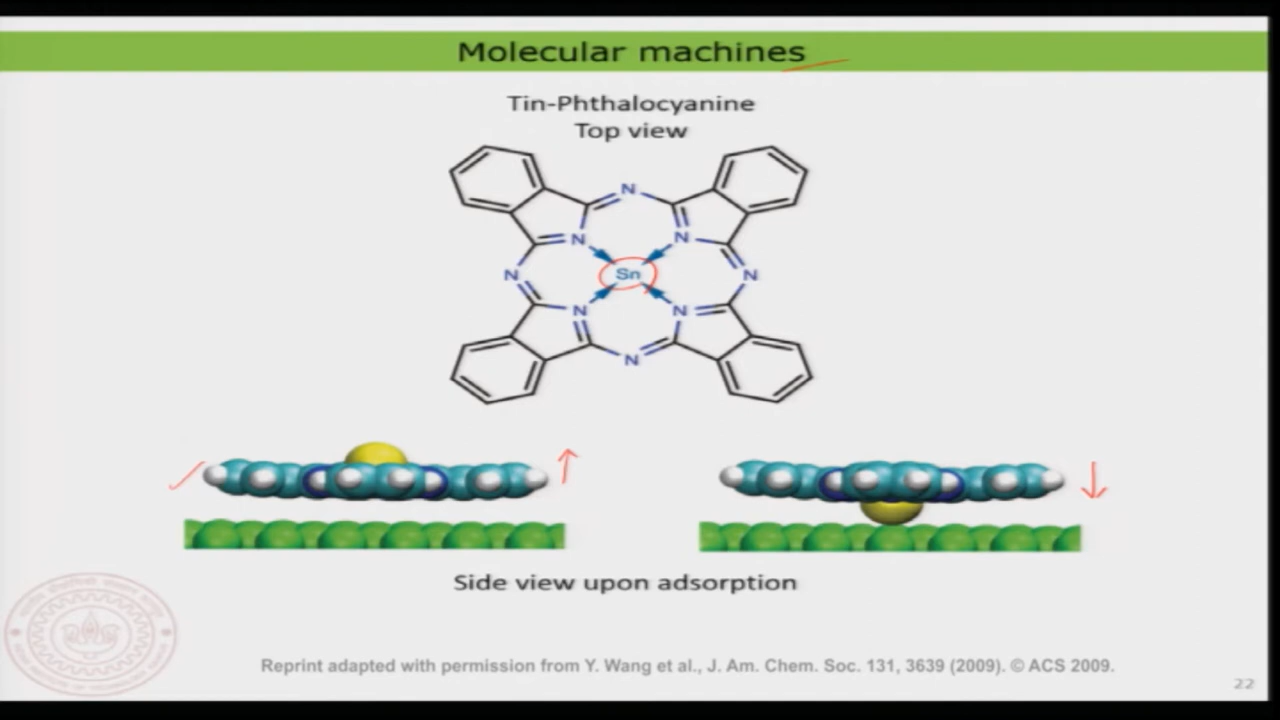 Molecular machines
Tin-Phthalocyanine
Top view
N
N
N
Sn
N
N
N
N
N
Side view upon adsorption
Reprint adapted with permission from Y. Wang et al., J. Am. Chem. Soc. 131, 3639 (2009). © ACS 2009.
22